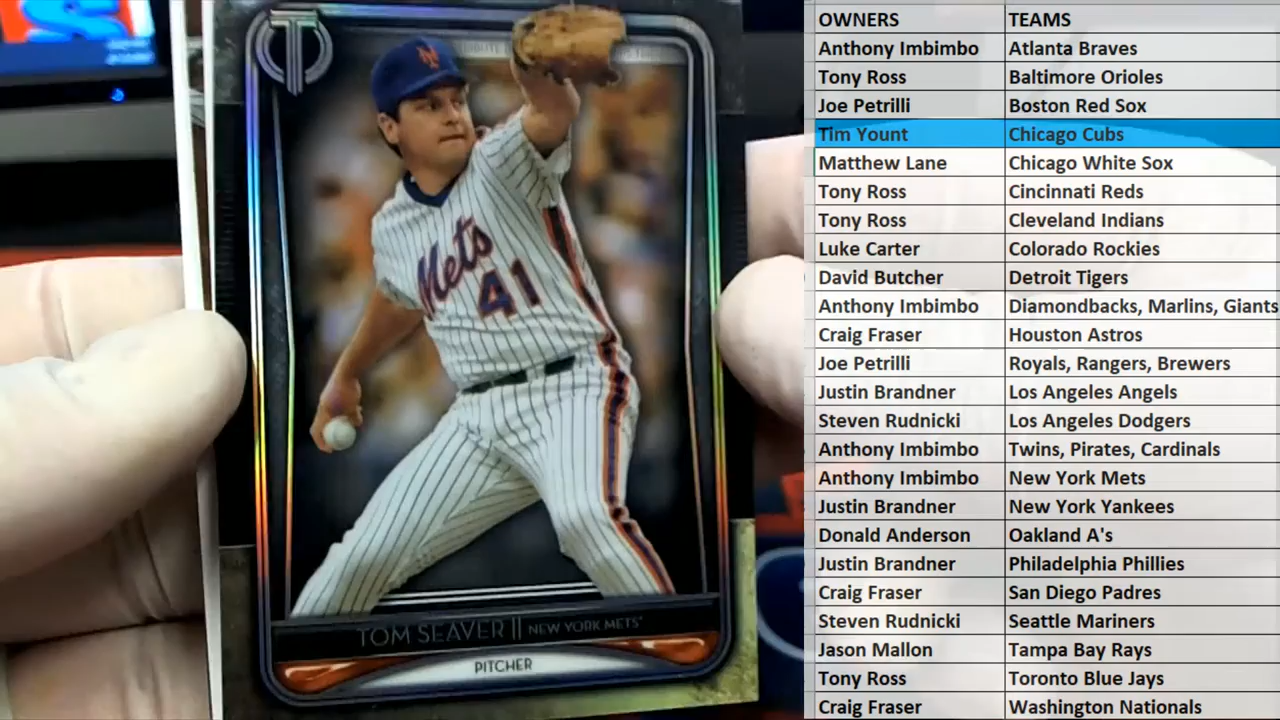 TRIBUTE
Mets
41
TOM SEAVER || NEW YORK METS
PITCHER
OWNERS TEAMS
Anthony Imbimbo Atlanta Braves
Tony Ross Baltimore Orioles
Joe Petrilli Boston Red Sox
Tim Yount Chicago Cubs
Matthew Lane Chicago White Sox
Tony Ross Cincinnati Reds
Tony Ross Cleveland Indians
Luke Carter Colorado Rockies
David Butcher Detroit Tigers
Anthony Imbimbo Diamondbacks, Marlins, Giants
Craig Fraser Houston Astros
Joe Petrilli Royals, Rangers, Brewers
Justin Brandner Los Angeles Angels
Steven Rudnicki Los Angeles Dodgers
Anthony Imbimbo Twins, Pirates, Cardinals
Anthony Imbimbo New York Mets
Justin Brandner New York Yankees
Donald Anderson Oakland A's
Justin Brandner Philadelphia Phillies
Craig Fraser San Diego Padres
Steven Rudnicki Seattle Mariners
Jason Mallon Tampa Bay Rays
Tony Ross Toronto Blue Jays
Craig Fraser Washington Nationals